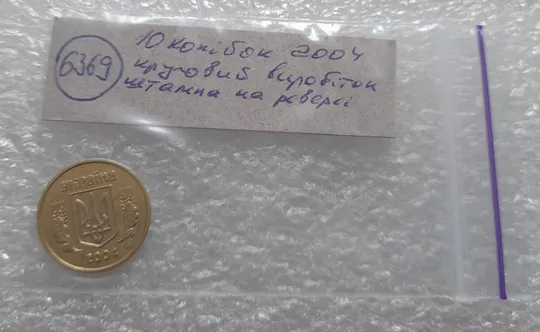 6369
10 копійок 2004
круговий виробіток
штампа на реверсі
УКРАЇНА
2004